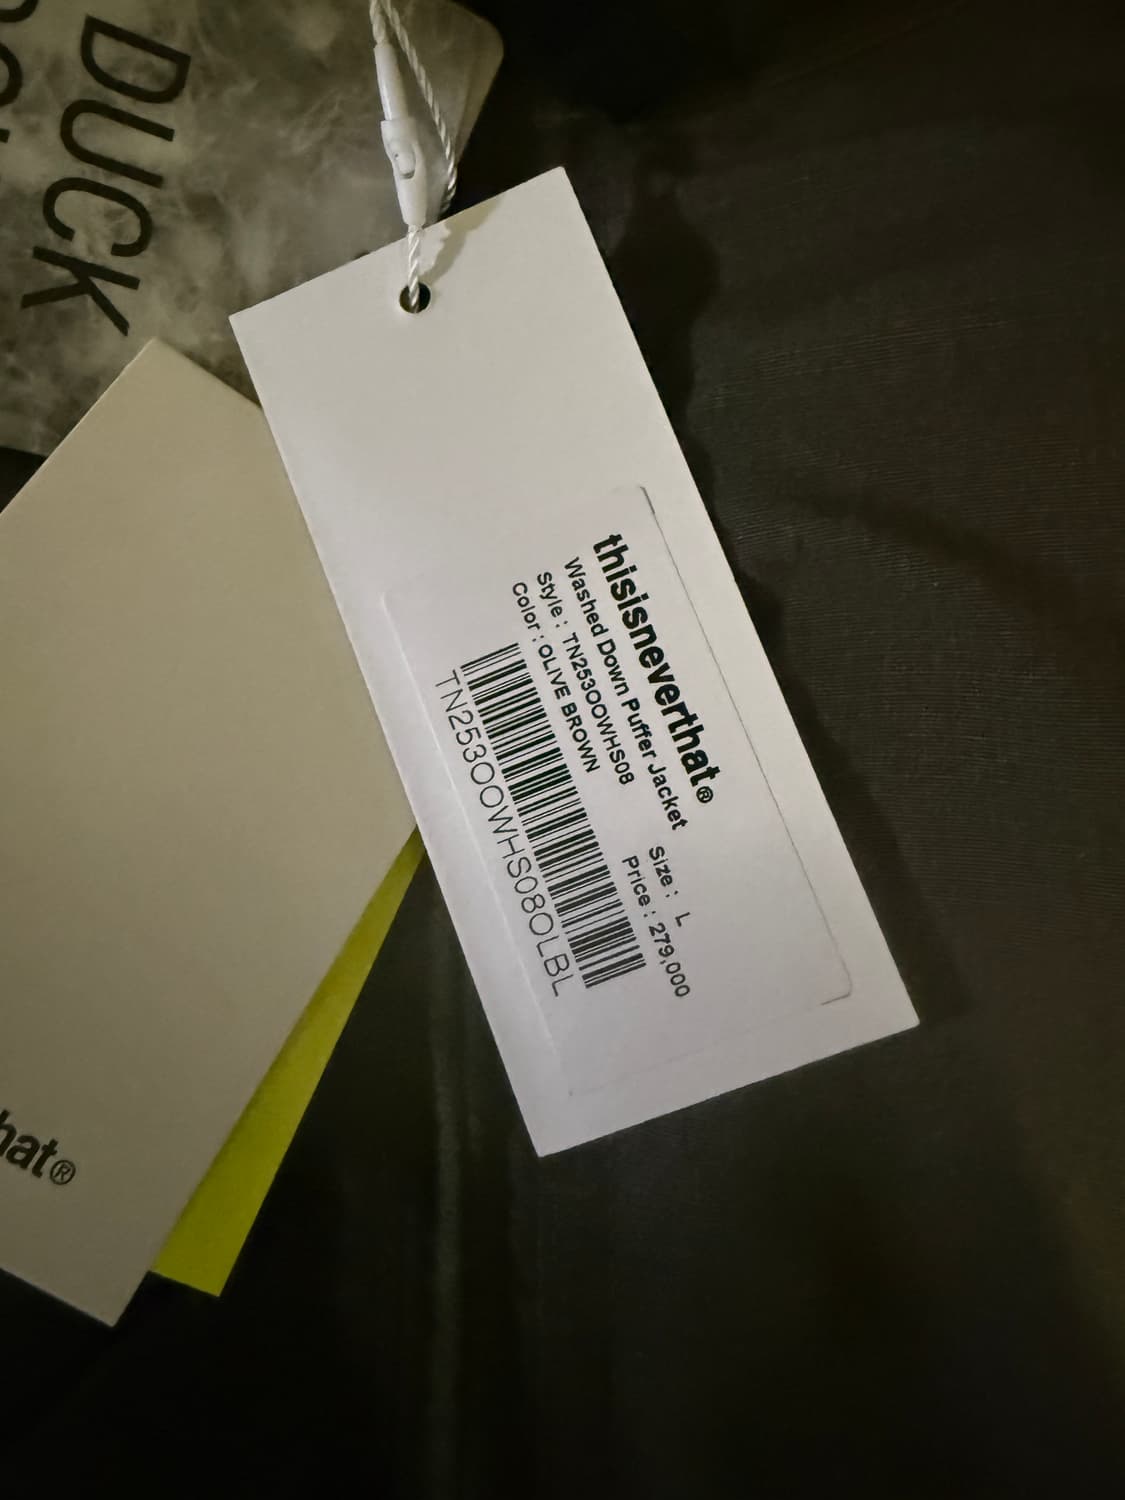 DUCK
thisisneverthat®
Washed Down Puffer Jacket
Style : TN253OOWHS08 Size : L
Color : OLIVE BROWN Price : 279,000
TN253OOWHS08OLBL
hat®